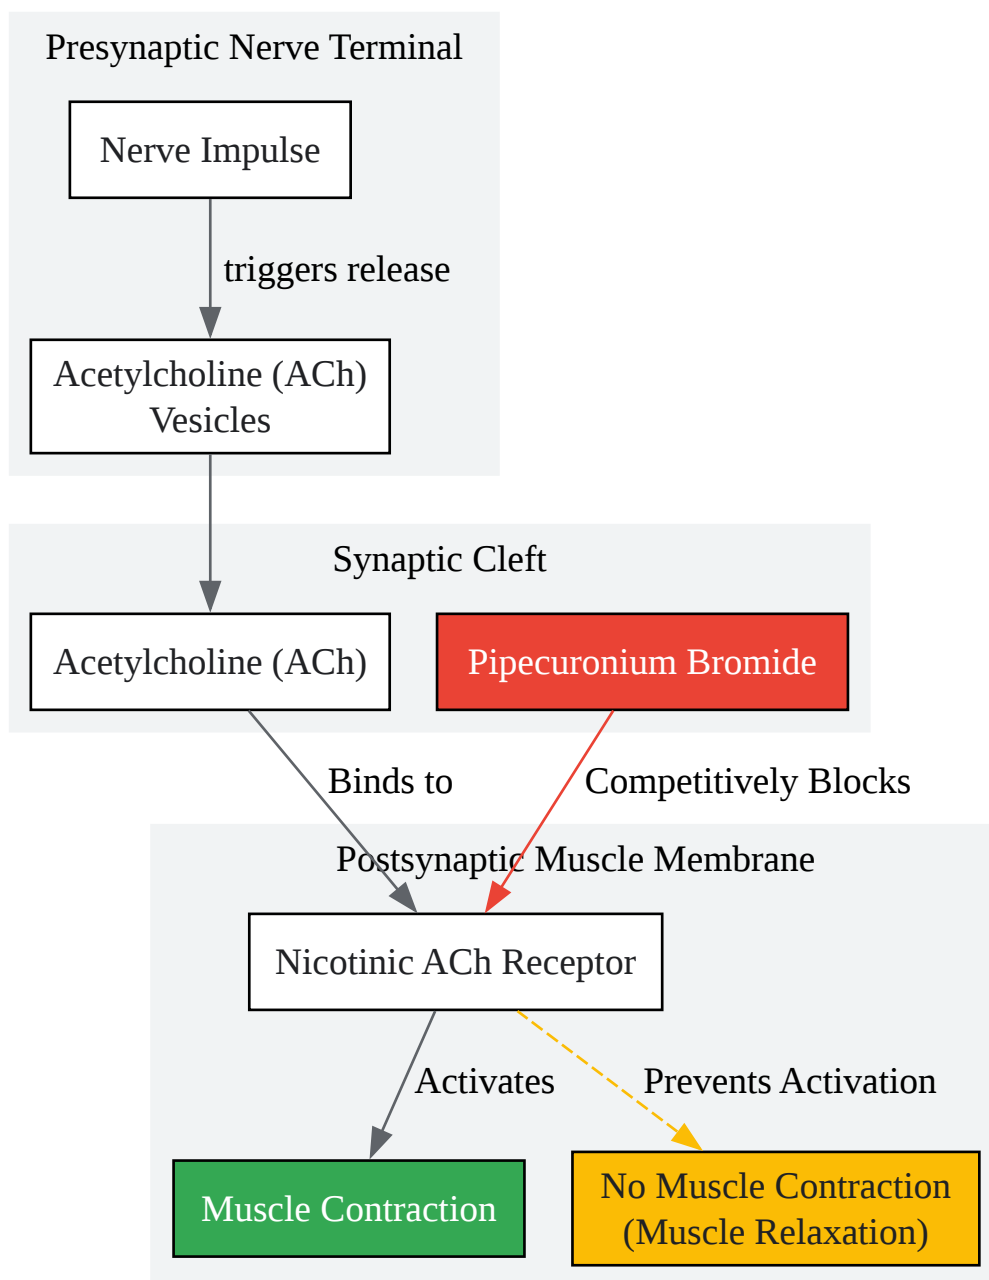 Presynaptic Nerve Terminal
Nerve Impulse
triggers release
Acetylcholine (ACh)
Vesicles
Synaptic Cleft
Acetylcholine (ACh)
Pipecuronium Bromide
Binds to
Competitively Blocks
Postsynaptic Muscle Membrane
Nicotinic ACh Receptor
Activates
Prevents Activation
Muscle Contraction
No Muscle Contraction
(Muscle Relaxation)